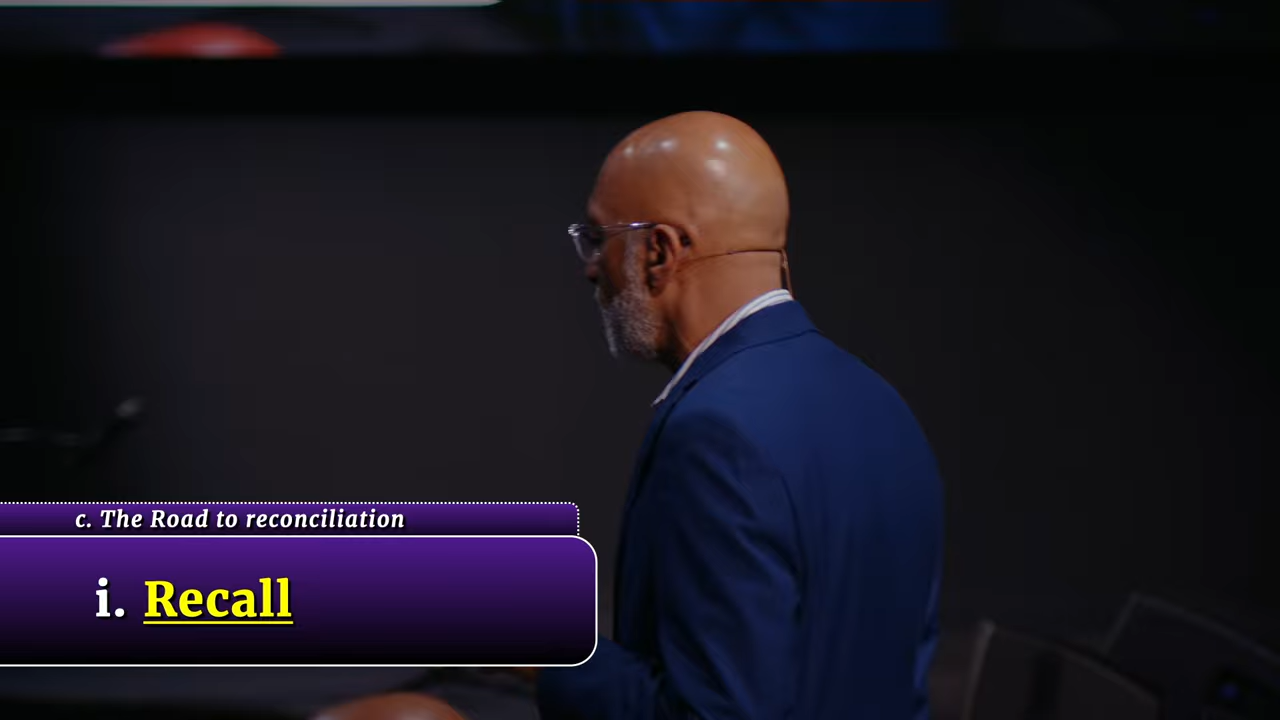 c. The Road to reconciliation
i. Recall